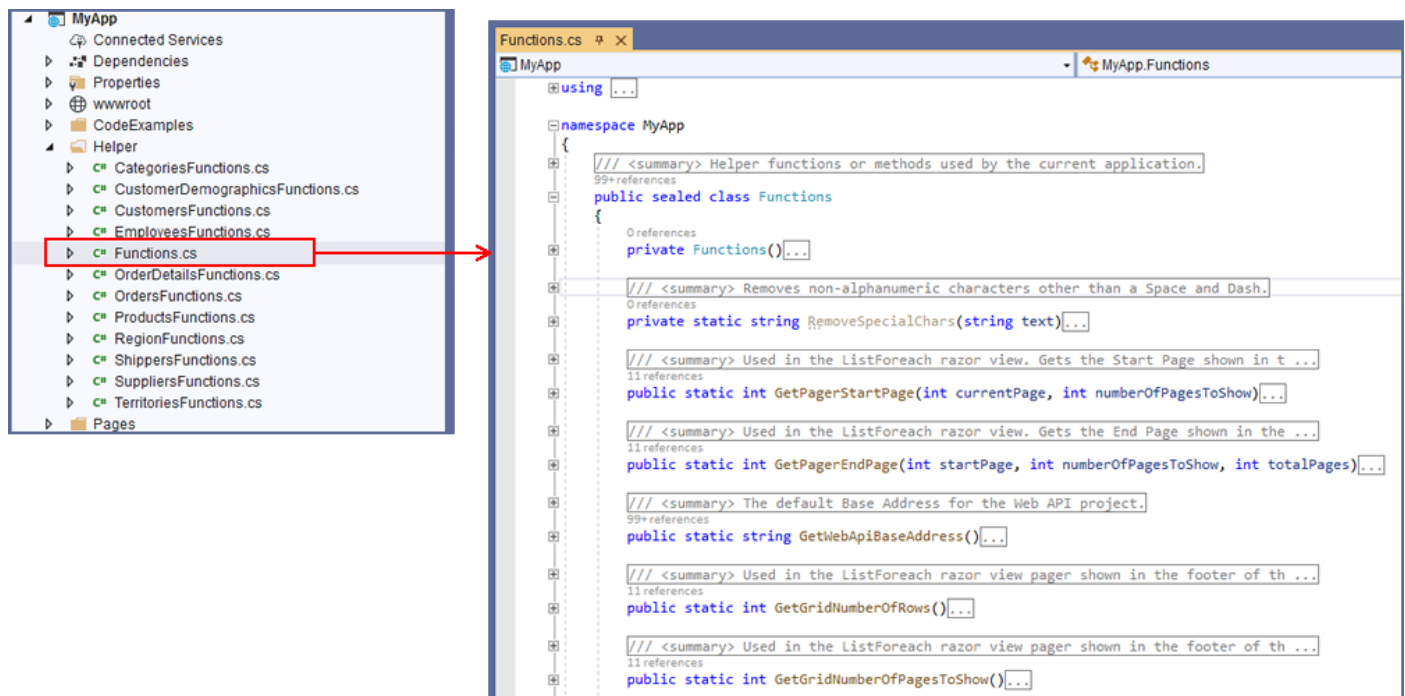 MyApp
Connected Services
Dependencies
Properties
wwwroot
CodeExamples
Helper
C# CategoriesFunctions.cs
C# CustomerDemographicsFunctions.cs
C# CustomersFunctions.cs
C# EmployeesFunctions.cs
C# Functions.cs
C# OrderDetailsFunctions.cs
C# OrdersFunctions.cs
C# ProductsFunctions.cs
C# RegionFunctions.cs
C# ShippersFunctions.cs
C# SuppliersFunctions.cs
C# TerritoriesFunctions.cs
Pages
Functions.cs
MyApp MyApp.Functions
using ...
namespace MyApp
{
/// <summary> Helper functions or methods used by the current application.
99+ references
public sealed class Functions
{
0 references
private Functions()...
/// <summary> Removes non-alphanumeric characters other than a Space and Dash.
0 references
private static string RemoveSpecialChars(string text)...
/// <summary> Used in the ListForeach razor view. Gets the Start Page shown in t ...
11 references
public static int GetPagerStartPage(int currentPage, int numberOfPagesToShow)...
/// <summary> Used in the ListForeach razor view. Gets the End Page shown in the ...
11 references
public static int GetPagerEndPage(int startPage, int numberOfPagesToShow, int totalPages)...
/// <summary> The default Base Address for the Web API project.
99+ references
public static string GetWebApiBaseAddress()...
/// <summary> Used in the ListForeach razor view pager shown in the footer of th ...
11 references
public static int GetGridNumberOfRows()...
/// <summary> Used in the ListForeach razor view pager shown in the footer of th ...
11 references
public static int GetGridNumberOfPagesToShow()...